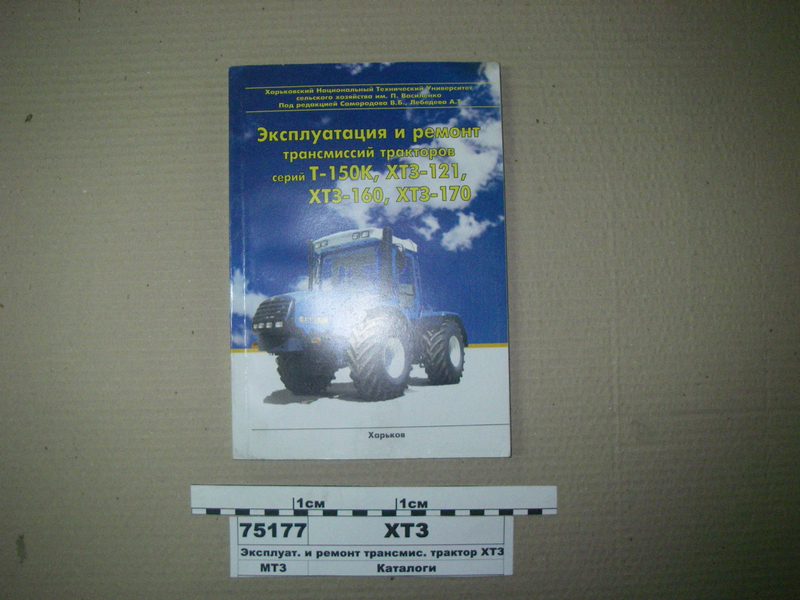 Харьковский Национальный Технический Университет
сельского хозяйства им. П. Василенко
Под редакцией Самородова В.Б., Лебедева А.Т.
Эксплуатация и ремонт
трансмиссий тракторов
серий Т-150К, ХТЗ-121,
ХТЗ-160, ХТЗ-170
Харьков
1см 1см
75177 ХТЗ
Эксплуат. и ремонт трансмис. трактор ХТЗ
МТЗ Каталоги